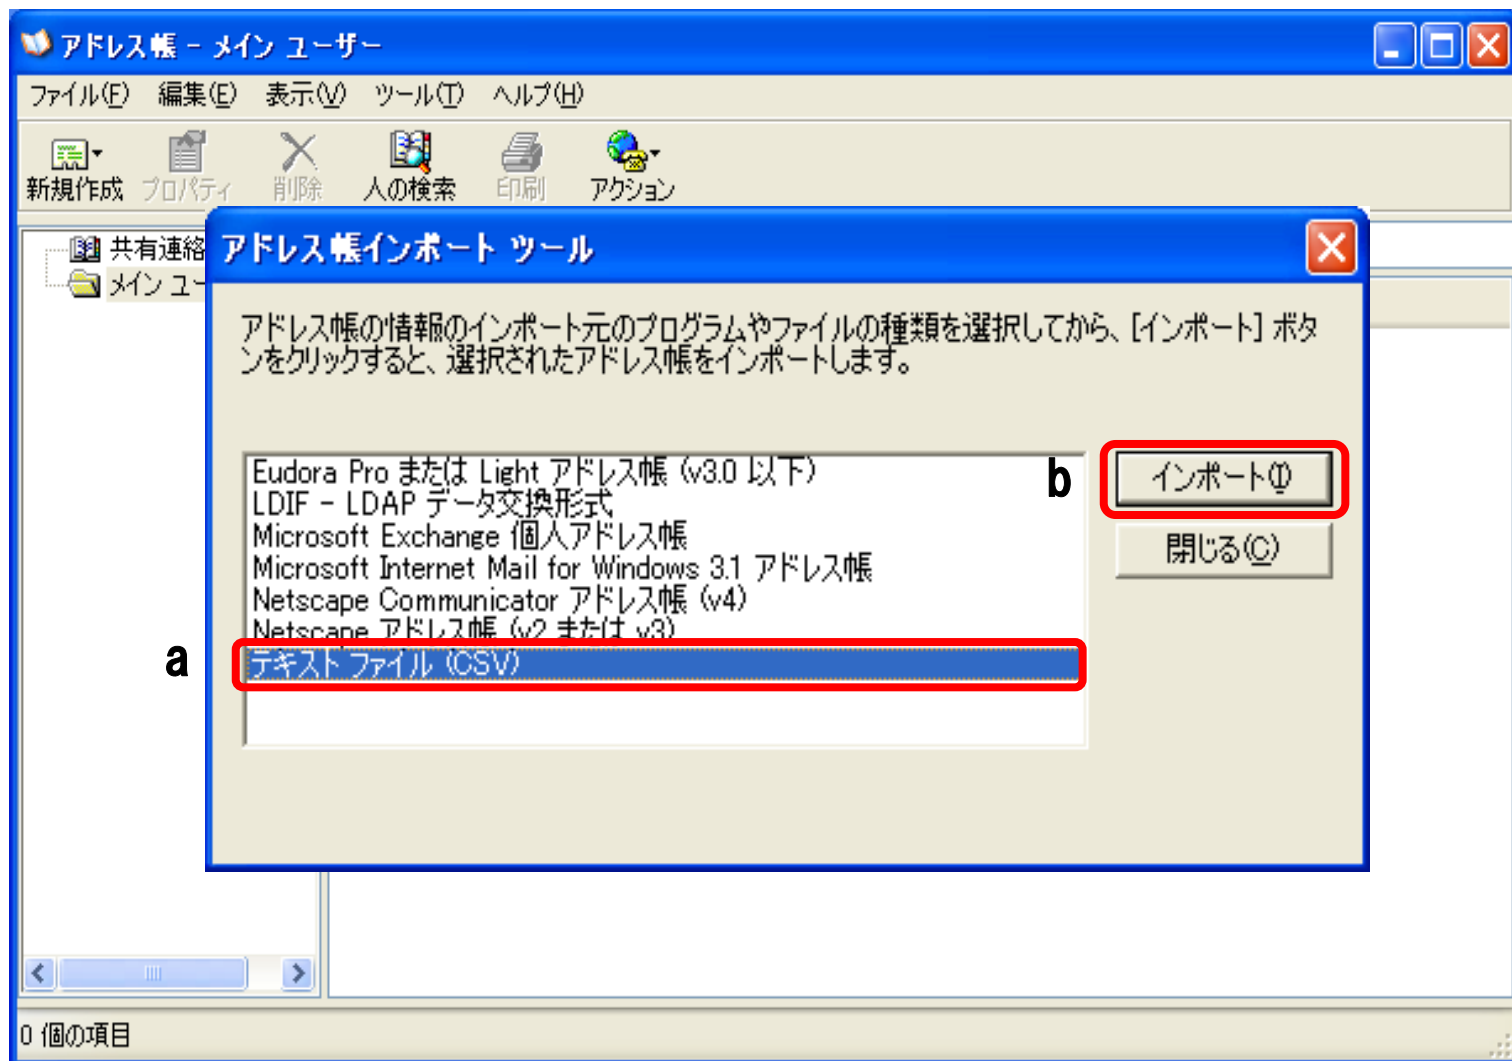 アドレス帳 - メイン ユーザー
ファイル(F) 編集(E) 表示(V) ツール(T) ヘルプ(H)
新規作成 プロパティ 削除 人の検索 印刷 アクション
共有連絡
メイン ユー
アドレス帳インポート ツール
アドレス帳の情報のインポート元のプログラムやファイルの種類を選択してから、[インポート] ボタ
ンをクリックすると、選択されたアドレス帳をインポートします。
Eudora Pro または Light アドレス帳 (v3.0 以下)
LDIF - LDAP データ交換形式
Microsoft Exchange 個人アドレス帳
Microsoft Internet Mail for Windows 3.1 アドレス帳
Netscape Communicator アドレス帳 (v4)
Netscape アドレス帳 (v2 または v3)
a テキスト ファイル (CSV)
b インポート(I)
閉じる(C)
0 個の項目